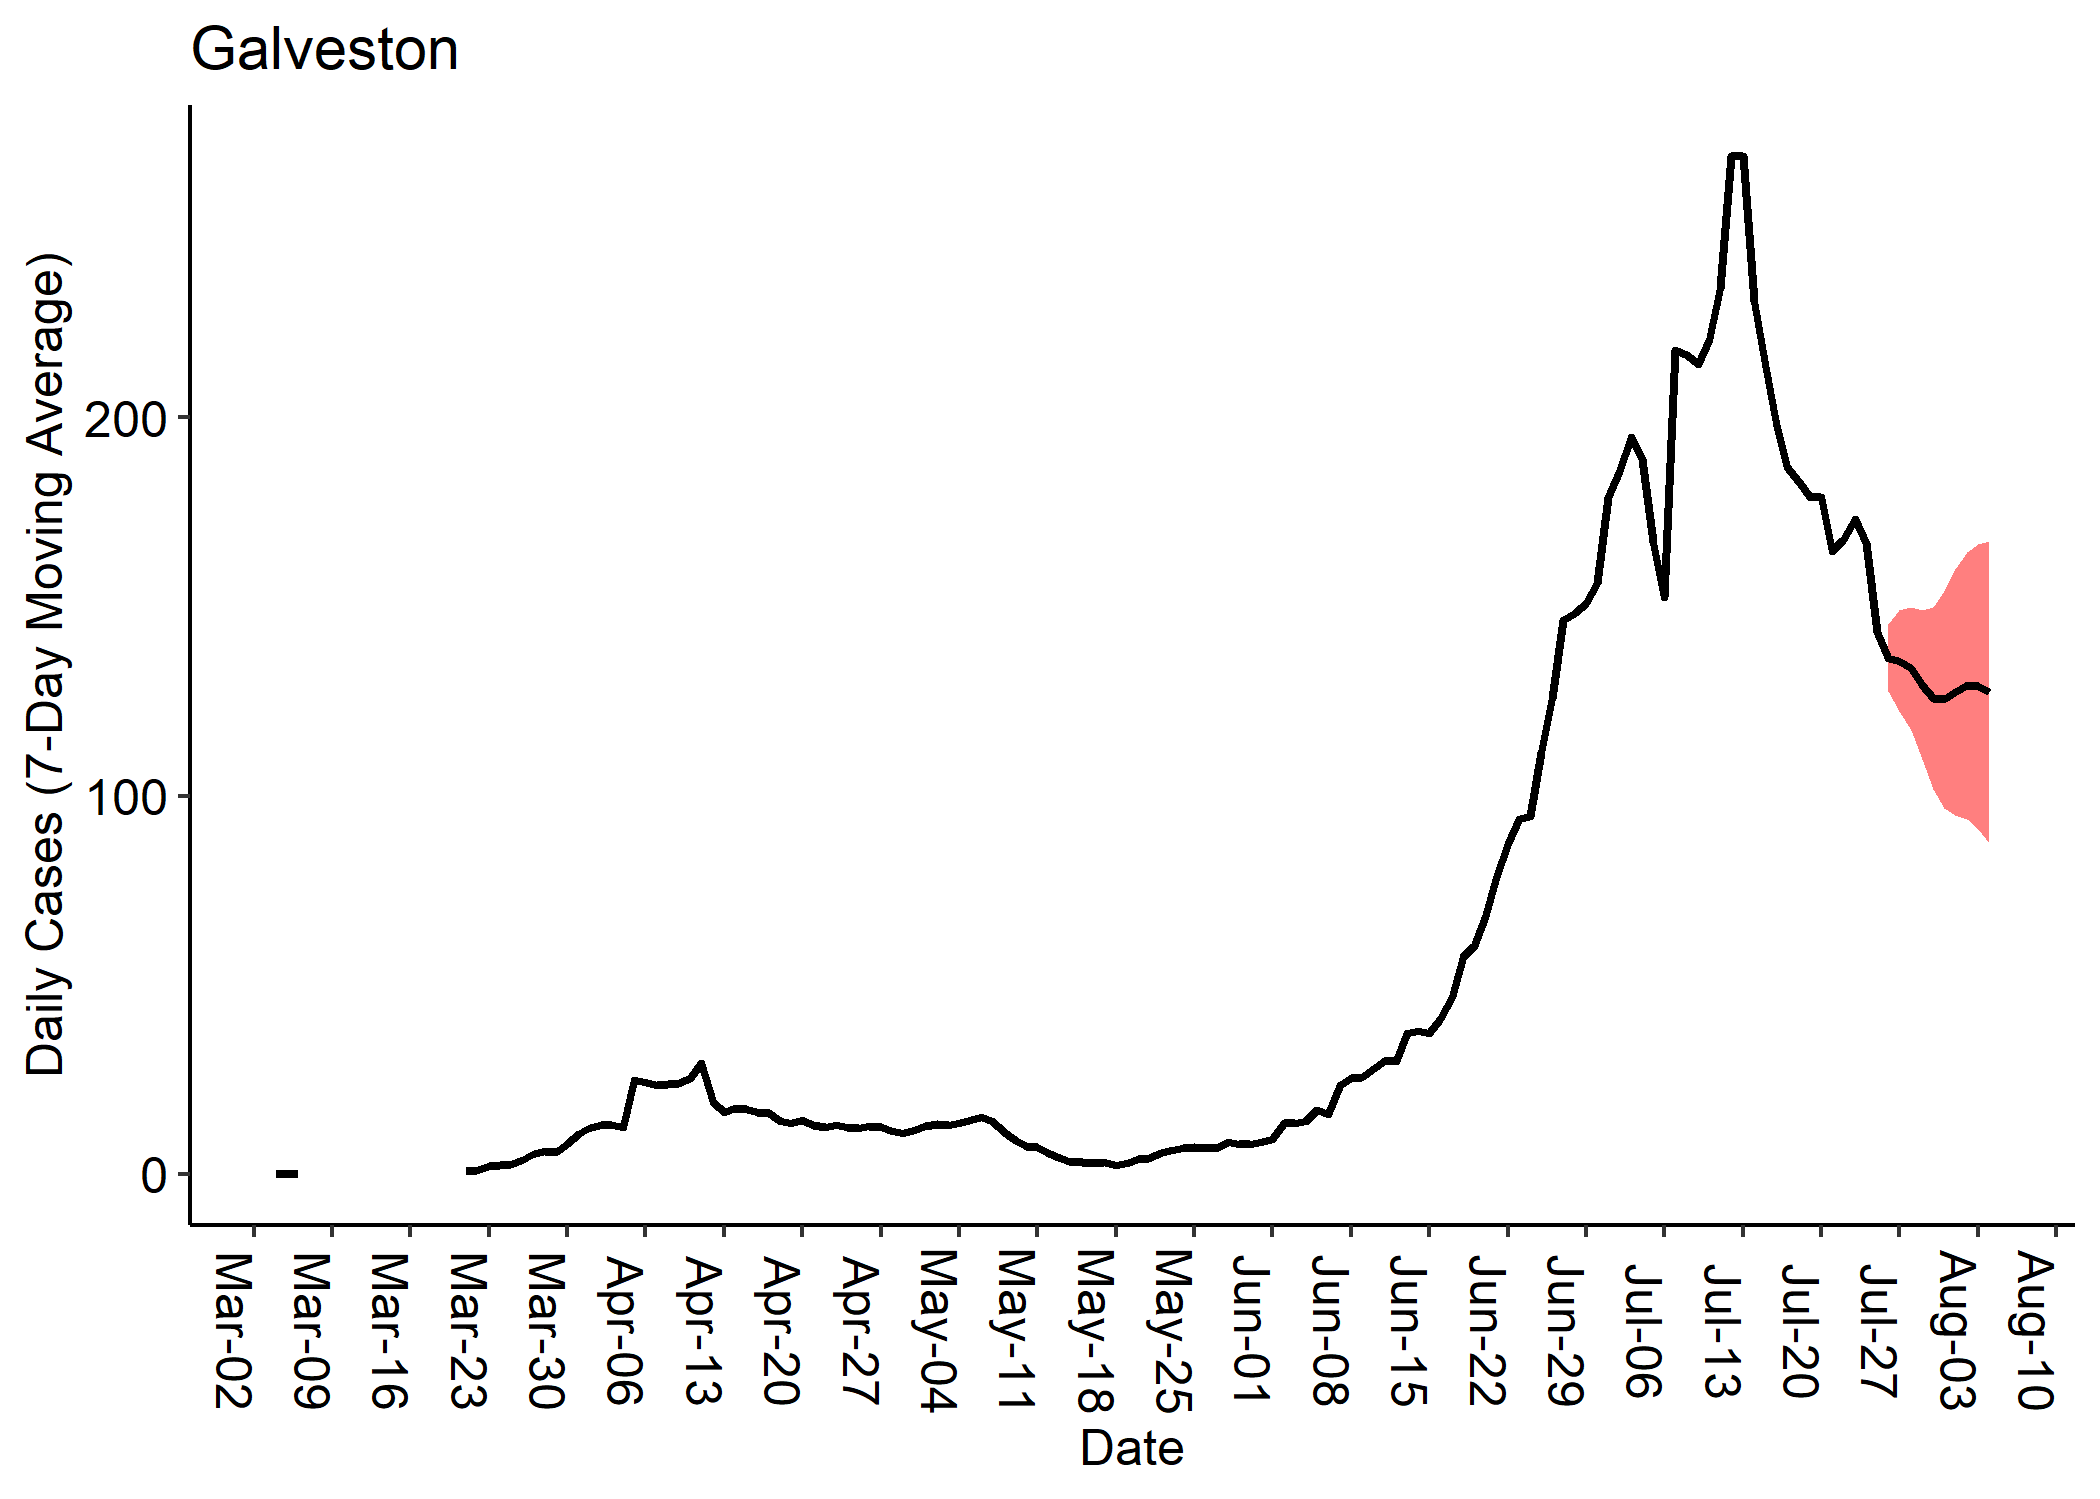 Galveston
Daily Cases (7-Day Moving Average)
200
100
0
Mar-02
Mar-09
Mar-16
Mar-23
Mar-30
Apr-06
Apr-13
Apr-20
Apr-27
May-04
May-11
May-18
May-25
Jun-01
Jun-08
Jun-15
Jun-22
Jun-29
Jul-06
Jul-13
Jul-20
Jul-27
Aug-03
Aug-10
Date